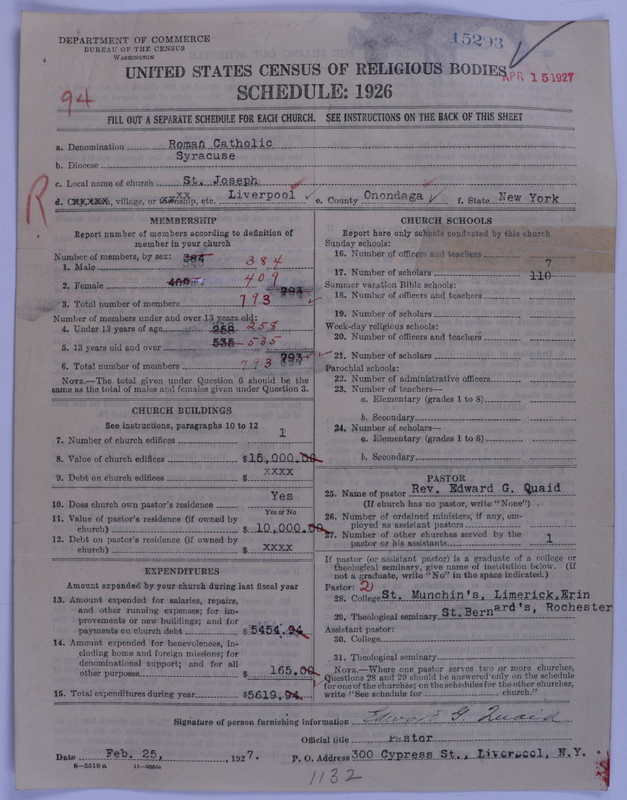 DEPARTMENT OF COMMERCE
BUREAU OF THE CENSUS
WASHINGTON
15293
APR 15 1927
UNITED STATES CENSUS OF RELIGIOUS BODIES
SCHEDULE: 1926
94
FILL OUT A SEPARATE SCHEDULE FOR EACH CHURCH. SEE INSTRUCTIONS ON THE BACK OF THIS SHEET
a. Denomination Roman Catholic
b. Diocese Syracuse
c. Local name of church St. Joseph
R
d. City, town, village, or township, etc. Liverpool e. County Onondaga f. State New York
MEMBERSHIP
Report number of members according to definition of
member in your church
Number of members, by sex:
1. Male 384 384
2. Female 409 409
3. Total number of members 793 793
Number of members under and over 13 years old:
4. Under 13 years of age 258 258
5. 13 years old and over 535 535
6. Total number of members 793 793
NOTE.—The total given under Question 6 should be the
same as the total of males and females given under Question 3.
CHURCH BUILDINGS
See instructions, paragraphs 10 to 12
7. Number of church edifices 1
8. Value of church edifices $15,000.00
9. Debt on church edifices $ xxxx
10. Does church own pastor's residence Yes
Yes or No
11. Value of pastor's residence (if owned by
church) $ 10,000.00
12. Debt on pastor's residence (if owned by
church) $ xxxx
EXPENDITURES
Amount expended by your church during last fiscal year
13. Amount expended for salaries, repairs,
and other running expenses; for im-
provements or new buildings; and for
payments on church debt $5454.94
14. Amount expended for benevolences, in-
cluding home and foreign missions; for
denominational support; and for all
other purposes $ 165.00
15. Total expenditures during year $5619.94
CHURCH SCHOOLS
Report here only schools conducted by this church
Sunday schools:
16. Number of officers and teachers 7
17. Number of scholars 110
Summer vacation Bible schools:
18. Number of officers and teachers
19. Number of scholars
Week-day religious schools:
20. Number of officers and teachers
21. Number of scholars
Parochial schools:
22. Number of administrative officers
23. Number of teachers—
a. Elementary (grades 1 to 8)
b. Secondary
24. Number of scholars—
a. Elementary (grades 1 to 8)
b. Secondary
PASTOR
25. Name of pastor Rev. Edward G. Quaid
(If church has no pastor, write "None")
26. Number of ordained ministers, if any, em-
ployed as assistant pastors
27. Number of other churches served by the
pastor or his assistants 1
If pastor (or assistant pastor) is a graduate of a college or
theological seminary, give name of institution below. (If
not a graduate, write "No" in the space indicated.)
Pastor: 2
28. College St. Munchin's, Limerick,Erin
29. Theological seminary St.Bernard's, Rochester
Assistant pastor:
30. College
31. Theological seminary
NOTE.—Where one pastor serves two or more churches,
Questions 28 and 29 should be answered only on the schedule
for one of the churches; on the schedules for the other churches,
write "See schedule for church."
Signature of person furnishing information Edward G. Quaid
Official title Pastor
Date Feb. 25, 1927. P. O. Address 300 Cypress St., Liverpool, N.Y.
8—5518a
1132